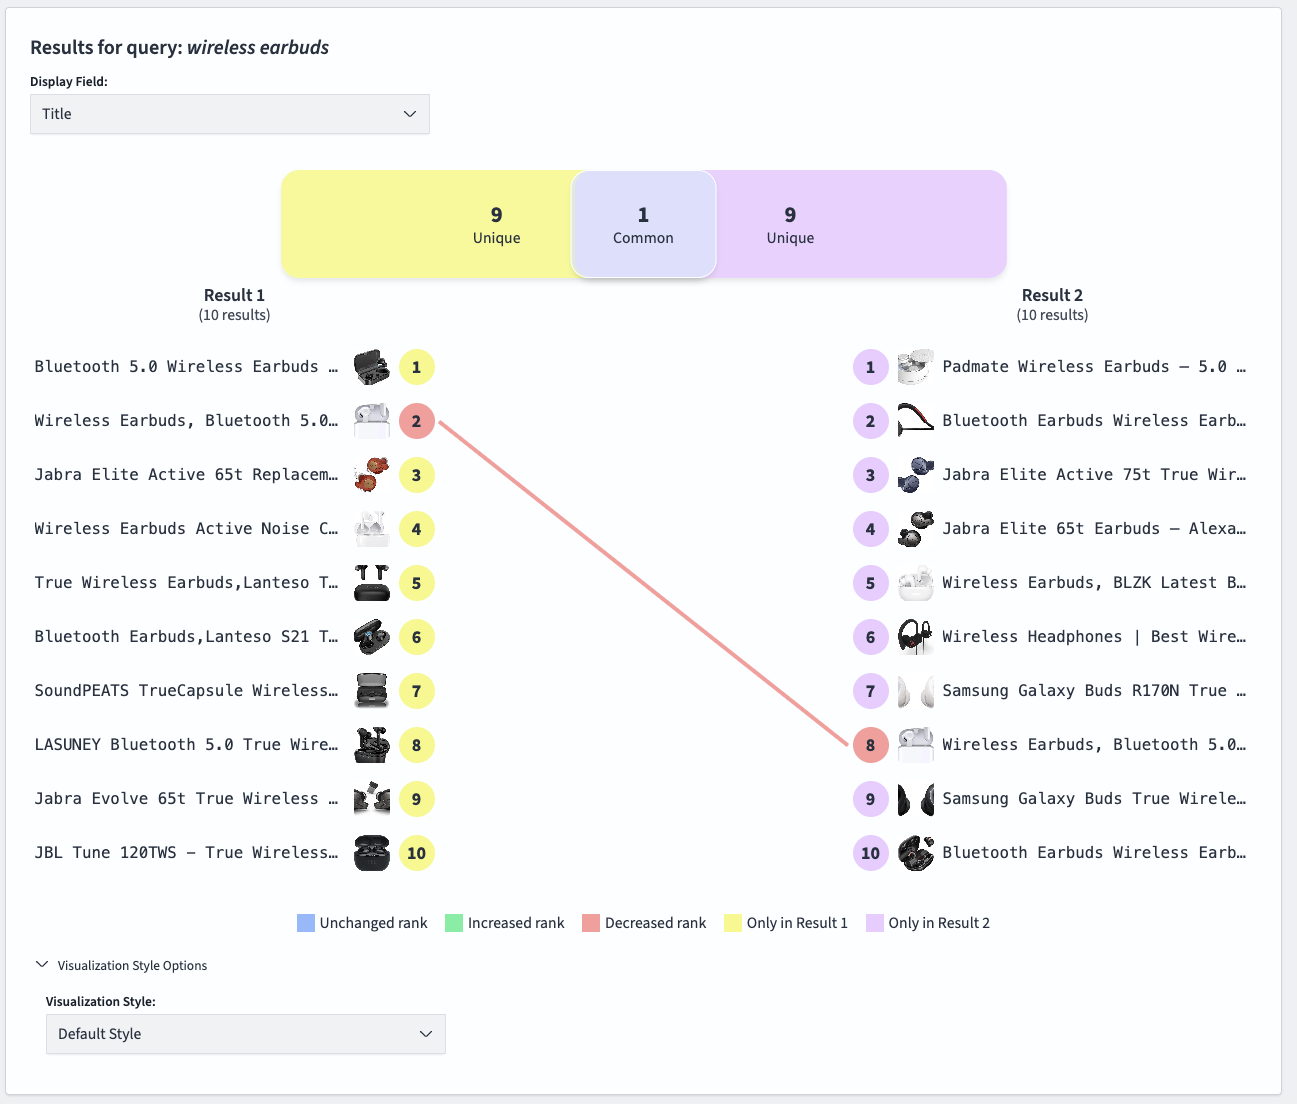 Results for query: wireless earbuds
Display Field:
Title
9
Unique
1
Common
9
Unique
Result 1
(10 results)
Result 2
(10 results)
Bluetooth 5.0 Wireless Earbuds … 1
Wireless Earbuds, Bluetooth 5.0… 2
Jabra Elite Active 65t Replacem… 3
Wireless Earbuds Active Noise C… 4
True Wireless Earbuds,Lanteso T… 5
Bluetooth Earbuds,Lanteso S21 T… 6
SoundPEATS TrueCapsule Wireless… 7
LASUNEY Bluetooth 5.0 True Wire… 8
Jabra Evolve 65t True Wireless … 9
JBL Tune 120TWS – True Wireless… 10
1 Padmate Wireless Earbuds – 5.0 …
2 Bluetooth Earbuds Wireless Earb…
3 Jabra Elite Active 75t True Wir…
4 Jabra Elite 65t Earbuds – Alexa…
5 Wireless Earbuds, BLZK Latest B…
6 Wireless Headphones | Best Wire…
7 Samsung Galaxy Buds R170N True …
8 Wireless Earbuds, Bluetooth 5.0…
9 Samsung Galaxy Buds True Wirele…
10 Bluetooth Earbuds Wireless Earb…
Unchanged rank Increased rank Decreased rank Only in Result 1 Only in Result 2
Visualization Style Options
Visualization Style:
Default Style